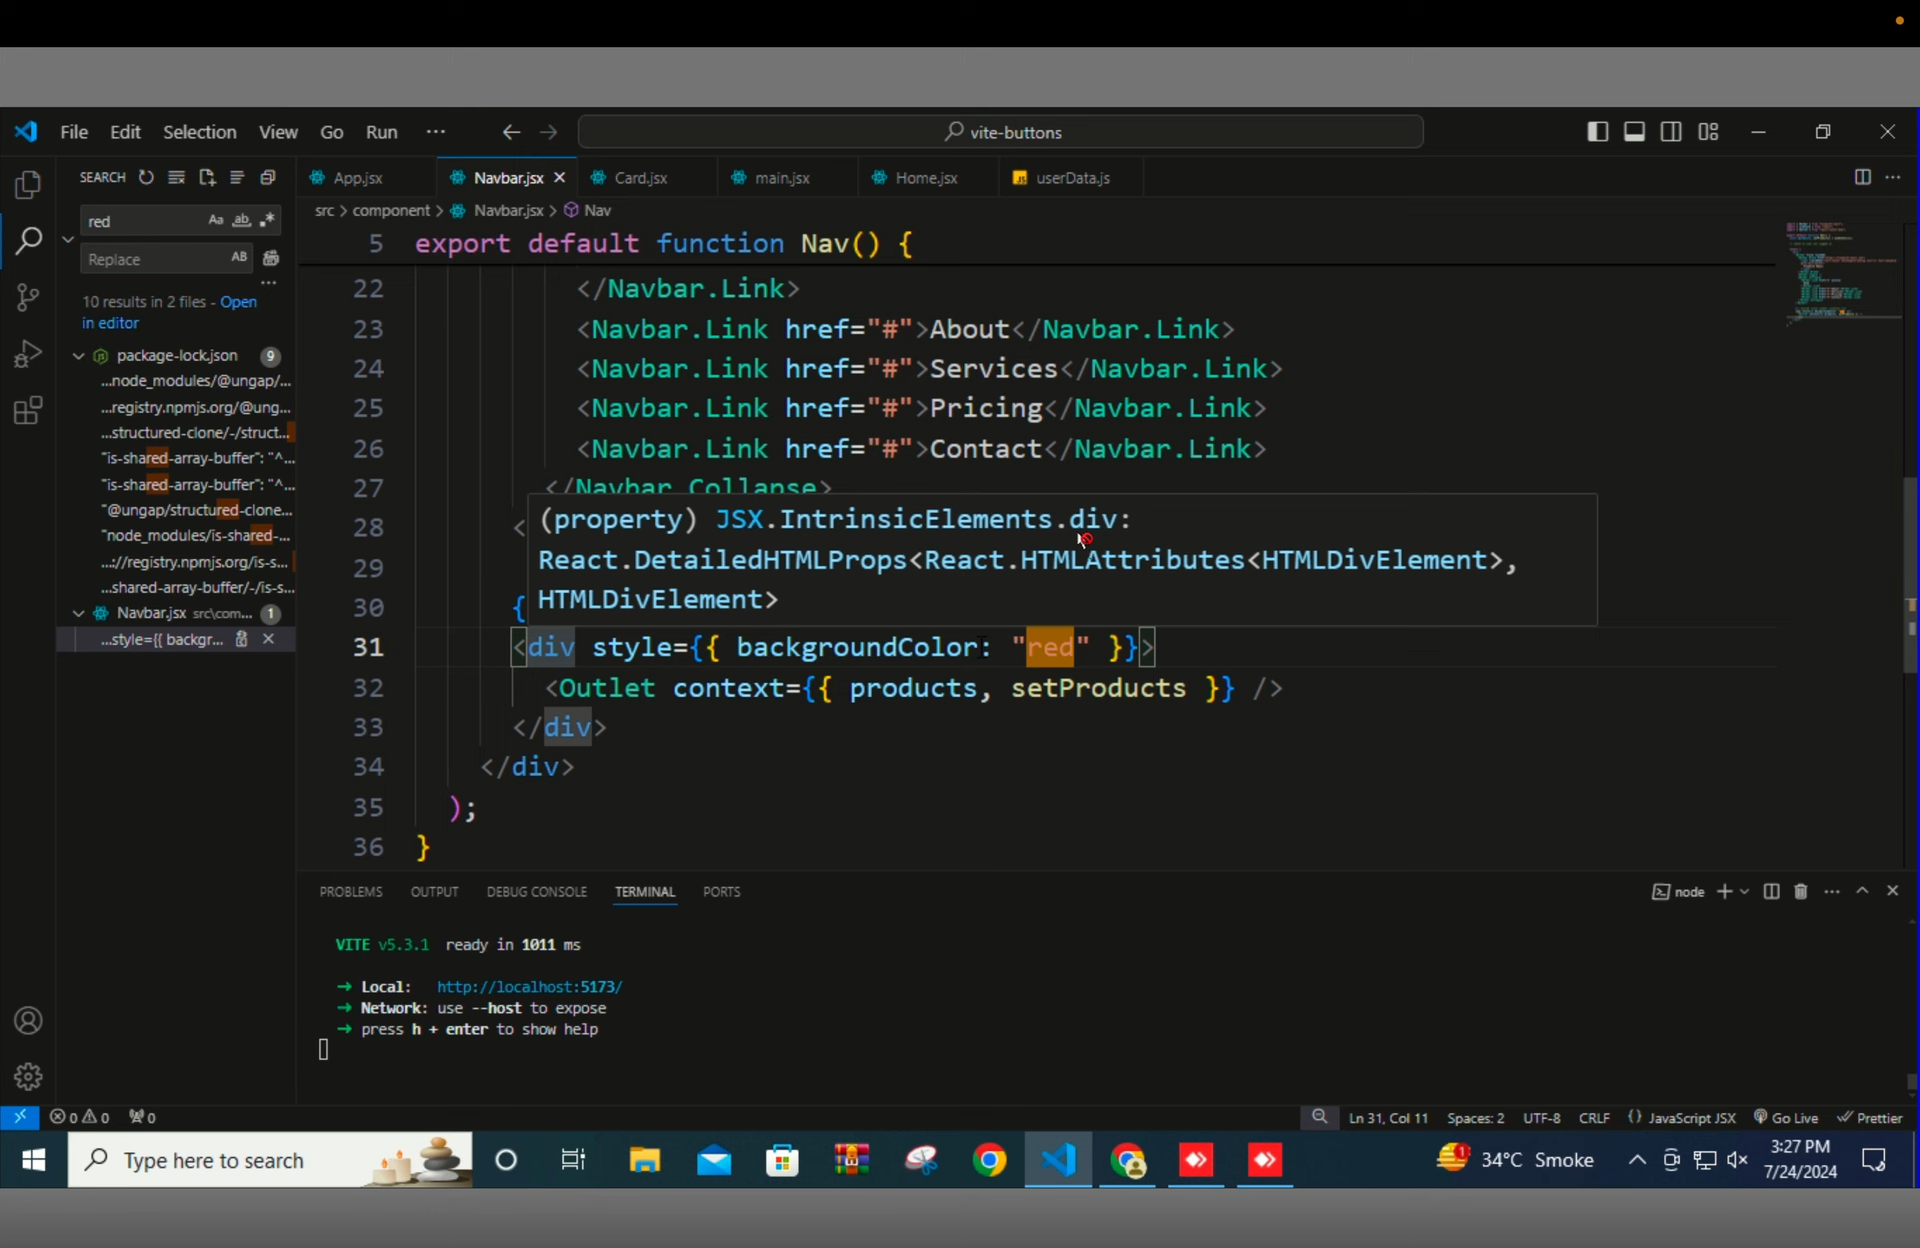 File Edit Selection View Go Run ···
vite-buttons
SEARCH
App.jsx
Navbar.jsx
Card.jsx
main.jsx
Home.jsx
userData.js
red
Aa ab .*
Replace
AB
10 results in 2 files - Open
in editor
package-lock.json 9
...node_modules/@ungap/...
...registry.npmjs.org/@ung...
...structured-clone/-/struct...
"is-shared-array-buffer": "^...
"is-shared-array-buffer": "^...
"@ungap/structured-clone...
"node_modules/is-shared-...
...://registry.npmjs.org/is-s...
...shared-array-buffer/-/is-s...
Navbar.jsx src\com... 1
...style={{ backgr...
src > component > Navbar.jsx > Nav
5 export default function Nav() {
22 </Navbar.Link>
23 <Navbar.Link href="#">About</Navbar.Link>
24 <Navbar.Link href="#">Services</Navbar.Link>
25 <Navbar.Link href="#">Pricing</Navbar.Link>
26 <Navbar.Link href="#">Contact</Navbar.Link>
27 </Navbar.Collapse>
28 <
(property) JSX.IntrinsicElements.div:
29
React.DetailedHTMLProps<React.HTMLAttributes<HTMLDivElement>,
30 {
HTMLDivElement>
31 <div style={{ backgroundColor: "red" }}>
32 <Outlet context={{ products, setProducts }} />
33 </div>
34 </div>
35 );
36 }
PROBLEMS OUTPUT DEBUG CONSOLE TERMINAL PORTS
node
VITE v5.3.1 ready in 1011 ms
➜ Local: http://localhost:5173/
➜ Network: use --host to expose
➜ press h + enter to show help
0 0 0
Ln 31, Col 11 Spaces: 2 UTF-8 CRLF {} JavaScript JSX Go Live Prettier
Type here to search
1
34°C Smoke
3:27 PM
7/24/2024